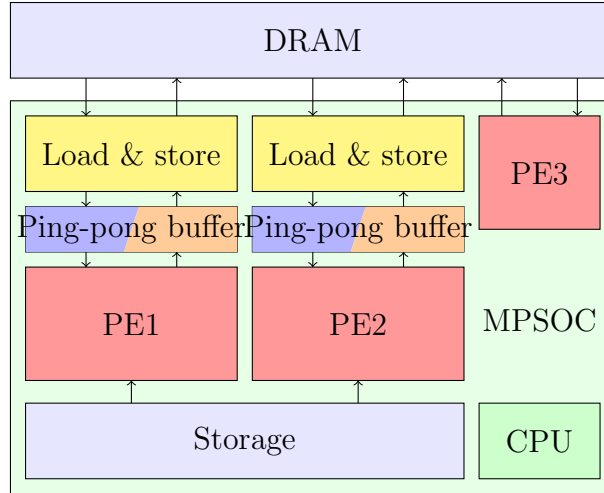 DRAM
Load & store
Load & store
PE3
Ping-pong buffer
Ping-pong buffer
PE1
PE2
MPSOC
Storage
CPU